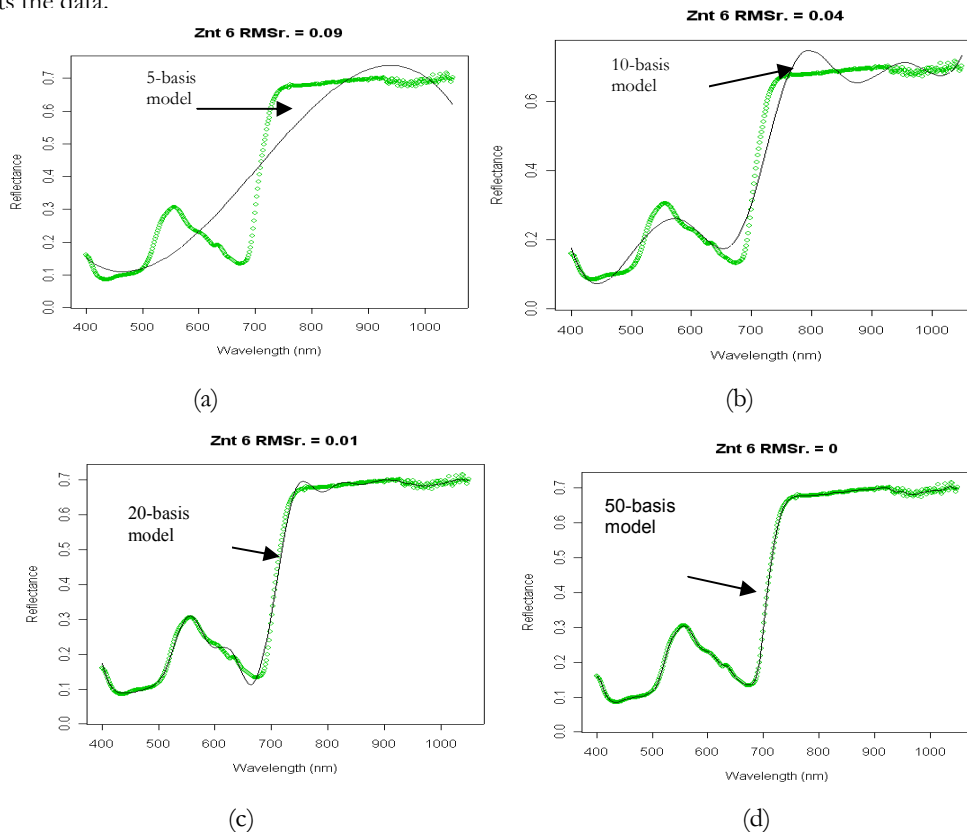 the data.
Znt 6 RMSr. = 0.09
5-basis
model
Reflectance
0.0 0.1 0.2 0.3 0.4 0.5 0.6 0.7
400 500 600 700 800 900 1000
Wavelength (nm)
(a)
Znt 6 RMSr. = 0.04
10-basis
model
Reflectance
0.0 0.2 0.4 0.6
400 500 600 700 800 900 1000
Wavelength (nm)
(b)
Znt 6 RMSr. = 0.01
20-basis
model
Reflectance
0.0 0.1 0.2 0.3 0.4 0.5 0.6 0.7
400 500 600 700 800 900 1000
Wavelength (nm)
(c)
Znt 6 RMSr. = 0
50-basis
model
Reflectance
0.0 0.1 0.2 0.3 0.4 0.5 0.6 0.7
400 500 600 700 800 900 1000
Wavelength (nm)
(d)